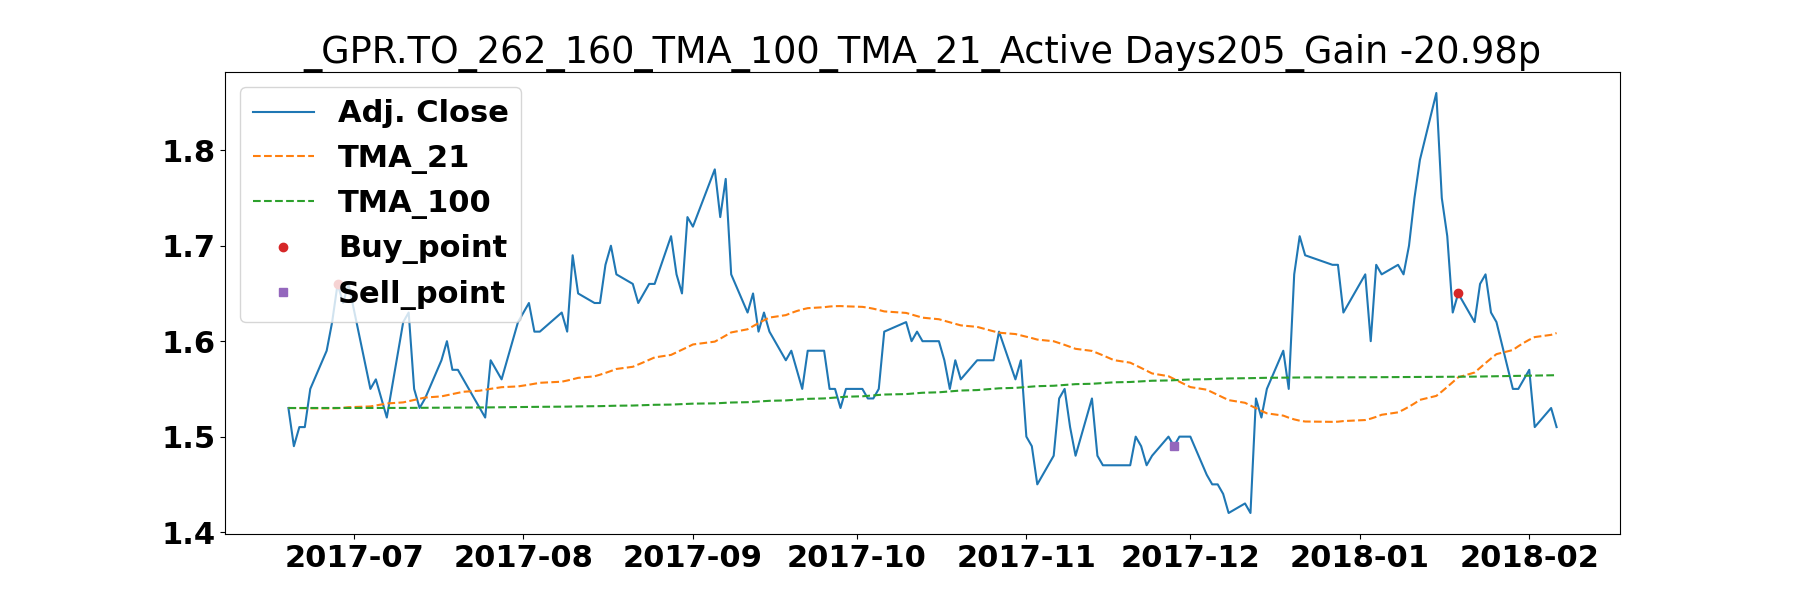 _GPR.TO_262_160_TMA_100_TMA_21_Active Days205_Gain -20.98p
Adj. Close
TMA_21
TMA_100
Buy_point
Sell_point
1.8
1.7
1.6
1.5
1.4
2017-07 2017-08 2017-09 2017-10 2017-11 2017-12 2018-01 2018-02